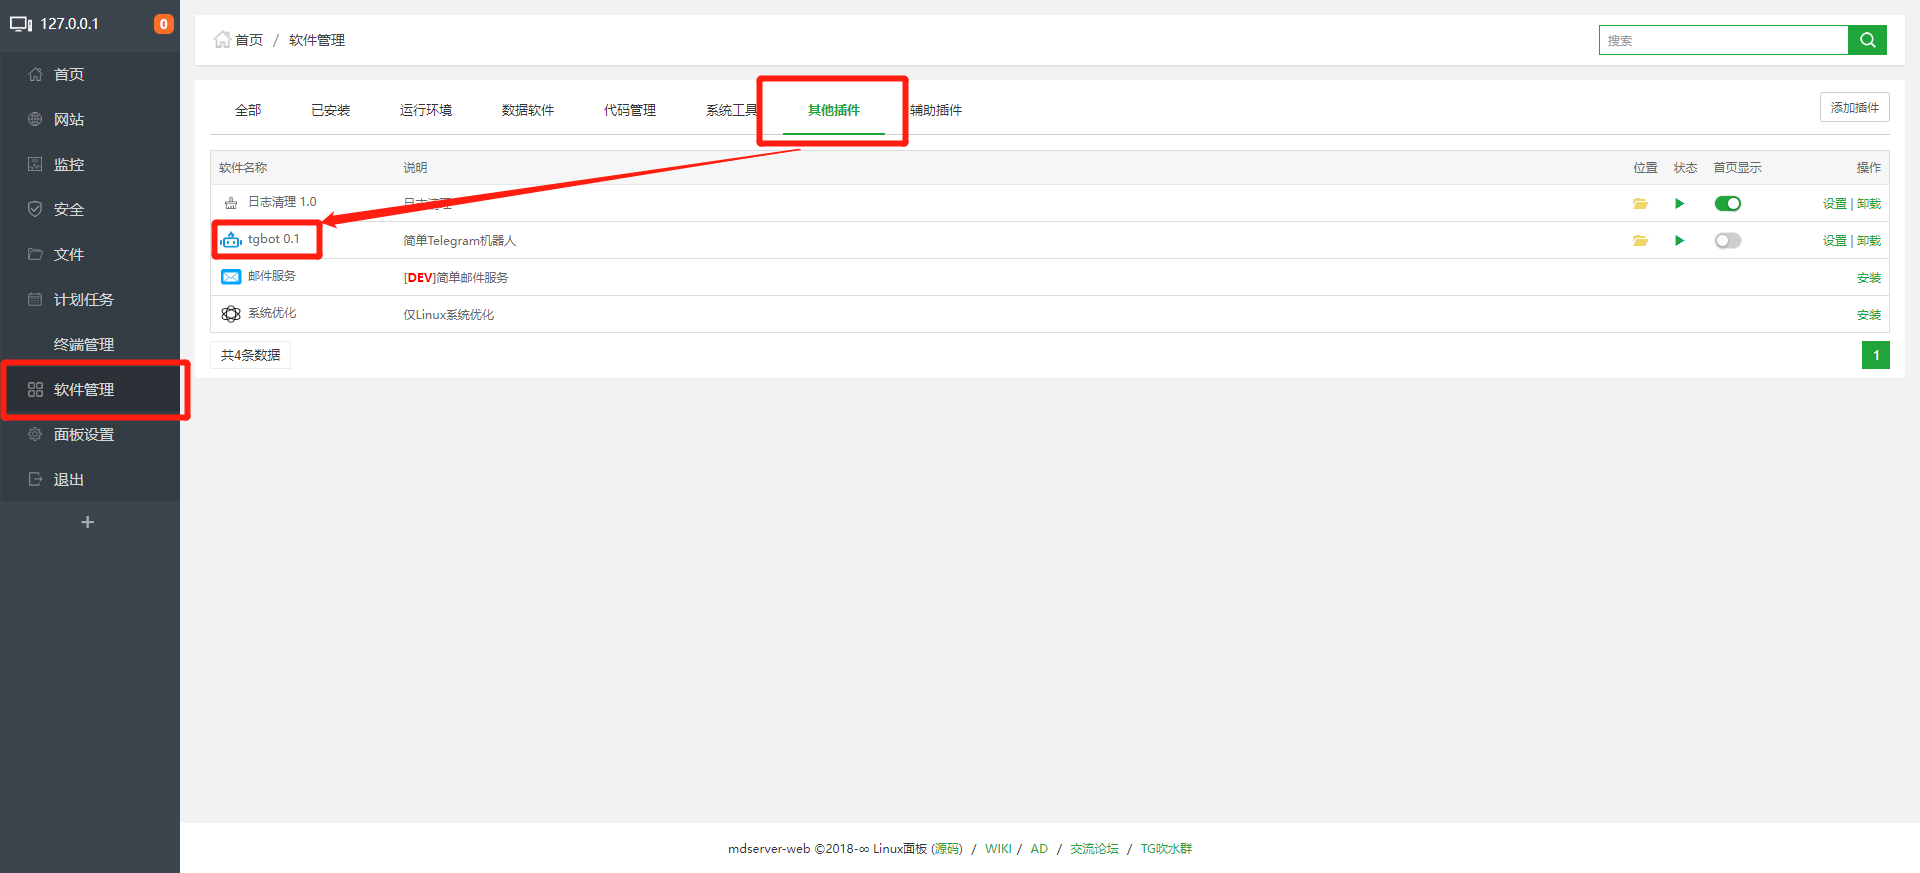 127.0.0.1 0
首页
网站
监控
安全
文件
计划任务
终端管理
软件管理
面板设置
退出
+
首页 / 软件管理
搜索
全部 已安装 运行环境 数据软件 代码管理 系统工具 其他插件 辅助插件
添加插件
软件名称 说明 位置 状态 首页显示 操作
日志清理 1.0 日志清理 设置 | 卸载
tgbot 0.1 简单Telegram机器人 设置 | 卸载
邮件服务 [DEV]简单邮件服务 安装
系统优化 仅Linux系统优化 安装
共4条数据 1
mdserver-web ©2018-∞ Linux面板 (源码) / WIKI / AD / 交流论坛 / TG吹水群